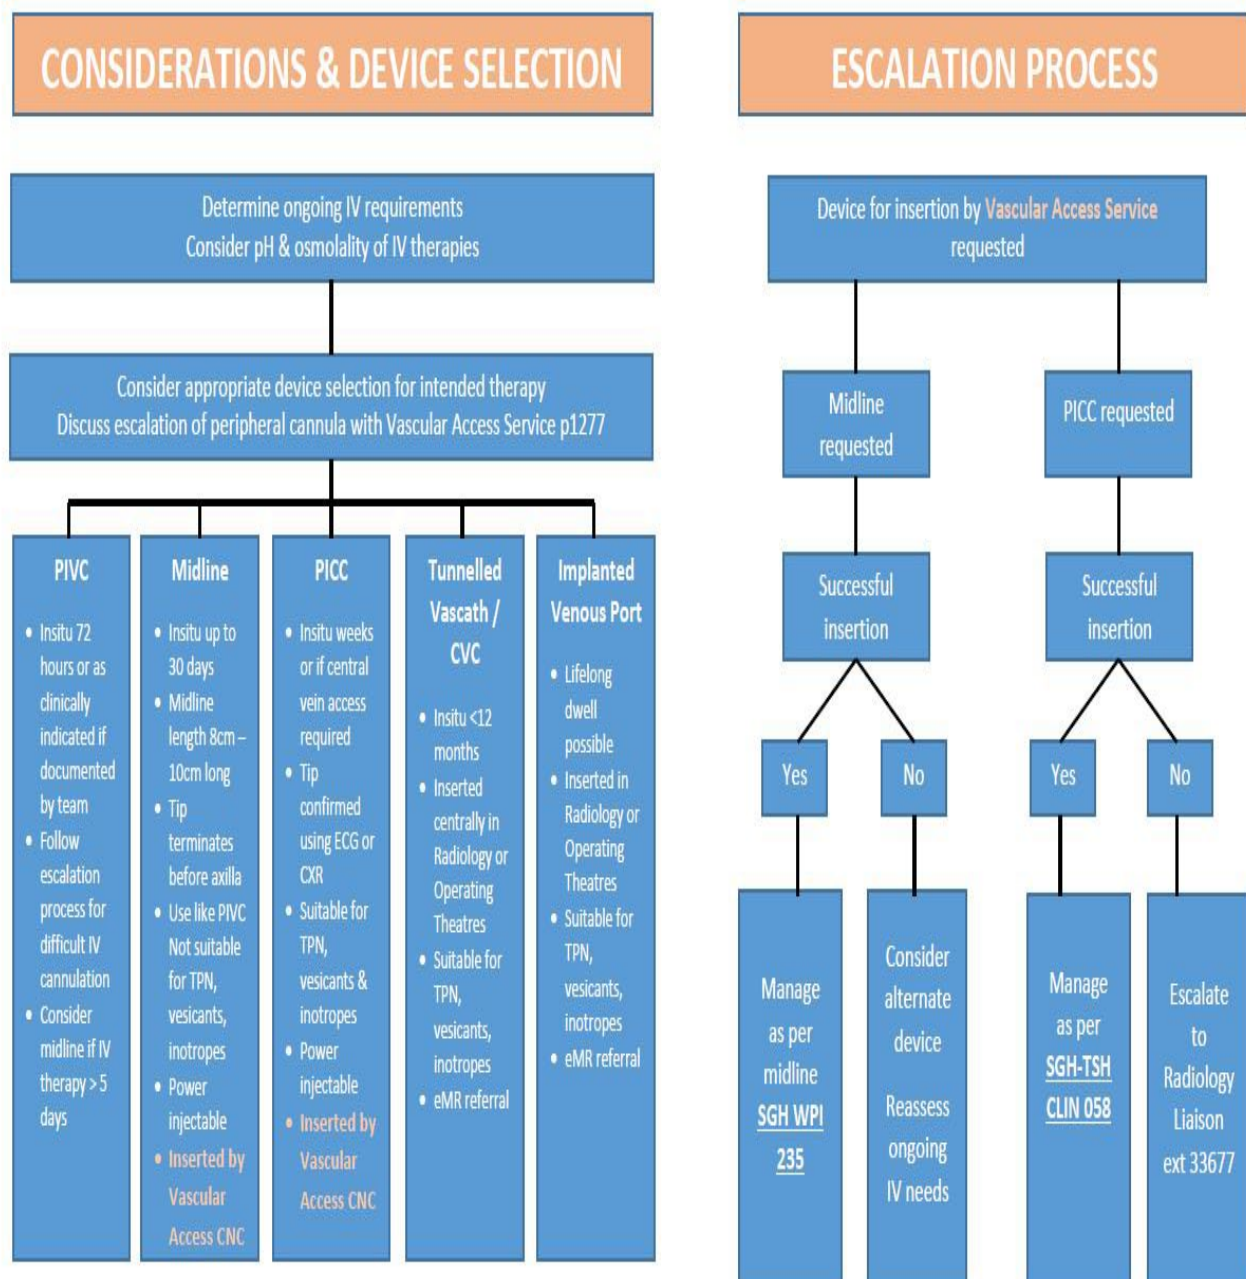 CONSIDERATIONS & DEVICE SELECTION
Determine ongoing IV requirements
Consider pH & osmolality of IV therapies
Consider appropriate device selection for intended therapy
Discuss escalation of peripheral cannula with Vascular Access Service p1277
PIVC
• Insitu 72
hours or as
clinically
indicated if
documented
by team
• Follow
escalation
process for
difficult IV
cannulation
• Consider
midline if IV
therapy > 5
days
Midline
• Insitu up to
30 days
• Midline
length 8cm –
10cm long
• Tip
terminates
before axilla
• Use like PIVC
Not suitable
for TPN,
vesicants,
inotropes
• Power
injectable
• Inserted by
Vascular
Access CNC
PICC
• Insitu weeks
or if central
vein access
required
• Tip
confirmed
using ECG or
CXR
• Suitable for
TPN,
vesicants &
inotropes
• Power
injectable
• Inserted by
Vascular
Access CNC
Tunnelled
Vascath /
CVC
• Insitu <12
months
• Inserted
centrally in
Radiology or
Operating
Theatres
• Suitable for
TPN,
vesicants,
inotropes
• eMR referral
Implanted
Venous Port
• Lifelong
dwell
possible
• Inserted in
Radiology or
Operating
Theatres
• Suitable for
TPN,
vesicants,
inotropes
• eMR referral
ESCALATION PROCESS
Device for insertion by Vascular Access Service
requested
Midline
requested
Successful
insertion
Yes
No
Manage
as per
midline
SGH WPI
235
Consider
alternate
device
Reassess
ongoing
IV needs
PICC requested
Successful
insertion
Yes
No
Manage
as per
SGH-TSH
CLIN 058
Escalate
to
Radiology
Liaison
ext 33677